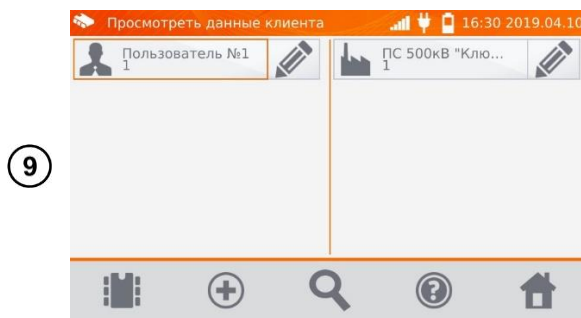 Просмотреть данные клиента 16:30 2019.04.10
Пользователь №1
1
ПС 500кВ "Клю...
1
9